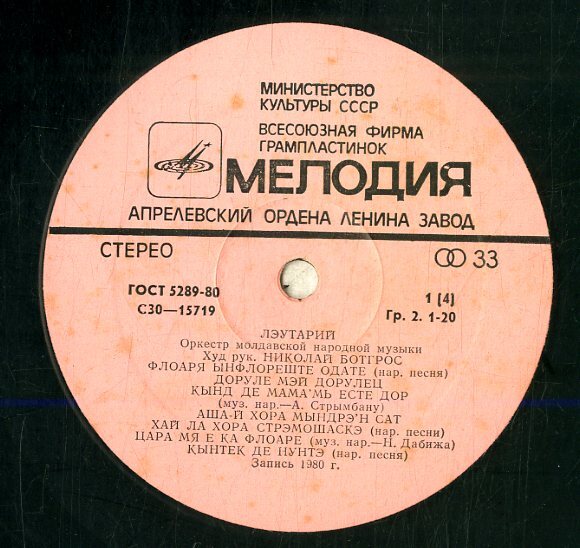 МИНИСТЕРСТВО
КУЛЬТУРЫ СССР
ВСЕСОЮЗНАЯ ФИРМА
ГРАМПЛАСТИНОК
МЕЛОДИЯ
АПРЕЛЕВСКИЙ ОРДЕНА ЛЕНИНА ЗАВОД
СТЕРЕО 33
ГОСТ 5289-80 1 (4)
С30—15719 Гр. 2. 1-20
ЛЭУТАРИЙ
Оркестр молдавской народной музыки
Худ рук. НИКОЛАЙ БОТГРОС
ФЛОАРЯ ЫНФЛОРЕШТЕ ОДАТЕ (нар. песня)
ДОРУЛЕ МЭЙ ДОРУЛЕЦ
КЫНД ДЕ МАМА'МЬ ЕСТЕ ДОР
(муз. нар.—А. Стрымбану)
АША-Й ХОРА МЫНДРЭ'Н САТ
ХАЙ ЛА ХОРА СТРЭМОШАСКЭ (нар. песни)
ЦАРА МЯ Е КА ФЛОАРЕ (муз. нар.—Н. Дабижа)
КЫНТЕК ДЕ НУНТЭ (нар. песня)
Запись 1980 г.